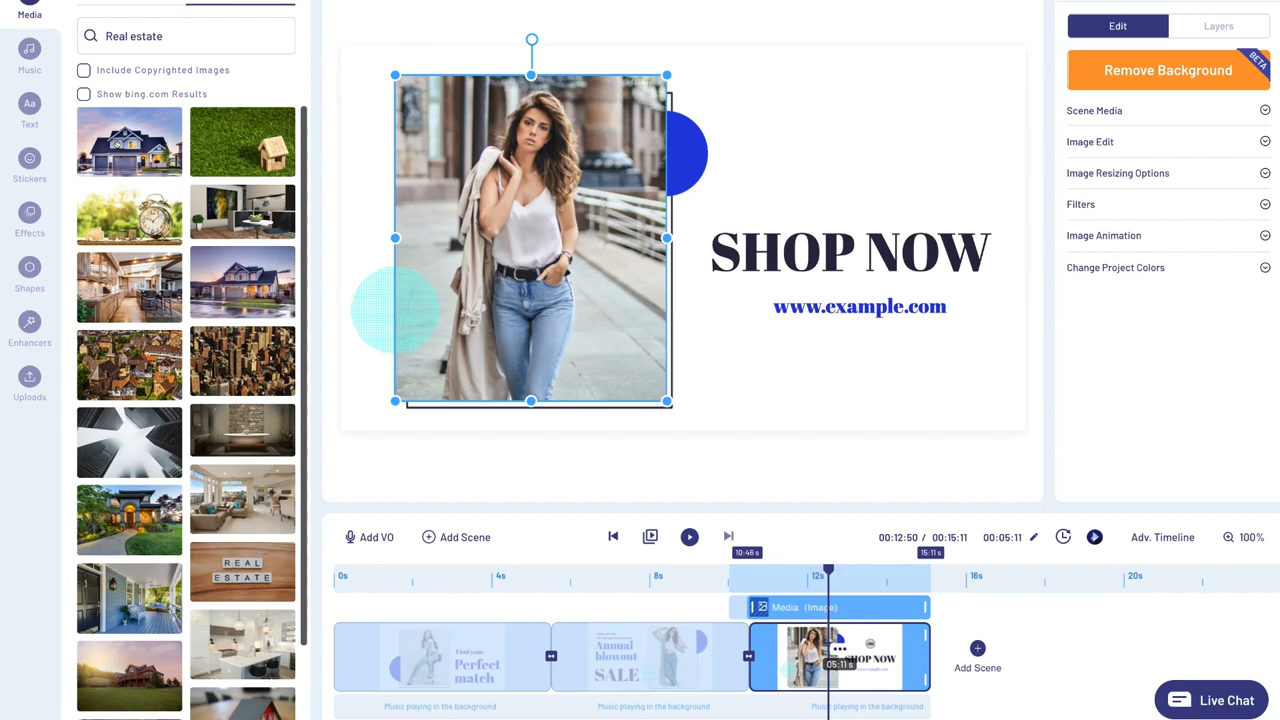 Media
Music
Aa
Text
Stickers
Effects
Shapes
Enhancers
Uploads
Real estate
Include Copyrighted Images
Show bing.com Results
REAL
ESTATE
SHOP NOW
www.example.com
Edit
Layers
Remove Background
BETA
Scene Media
Image Edit
Image Resizing Options
Filters
Image Animation
Change Project Colors
Add VO
Add Scene
00:12:50 / 00:15:11
00:05:11
Adv. Timeline
100%
10:46 s
15:11 s
0s
4s
8s
12s
16s
20s
Media (Image)
Find your
Perfect
match
Annual
blowout
SALE
SHOP NOW
05:11 s
Add Scene
Music playing in the background
Music playing in the background
Music playing in the background
Live Chat